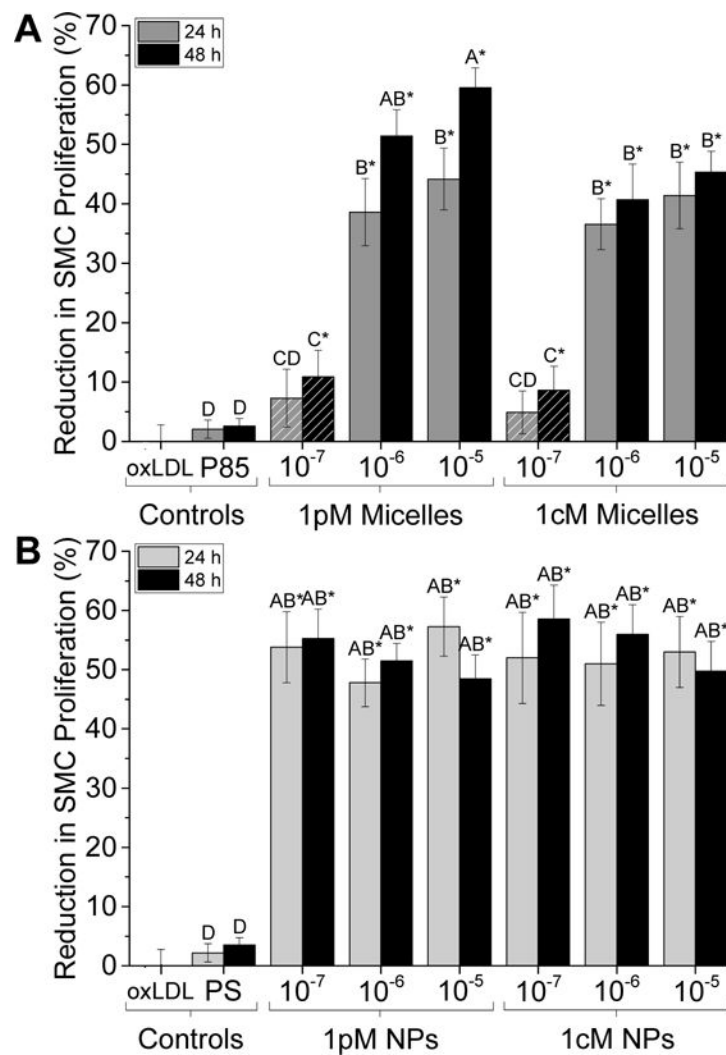 A
Reduction in SMC Proliferation (%)
70
60
50
40
30
20
10
0
24 h
48 h
D D
CD C*
B* AB*
B* A*
CD C*
B* B*
B* B*
oxLDL P85 10⁻⁷ 10⁻⁶ 10⁻⁵ 10⁻⁷ 10⁻⁶ 10⁻⁵
Controls 1pM Micelles 1cM Micelles
B
Reduction in SMC Proliferation (%)
70
60
50
40
30
20
10
0
24 h
48 h
D D
AB* AB*
AB* AB*
AB* AB*
AB* AB*
AB* AB*
AB* AB*
oxLDL PS 10⁻⁷ 10⁻⁶ 10⁻⁵ 10⁻⁷ 10⁻⁶ 10⁻⁵
Controls 1pM NPs 1cM NPs